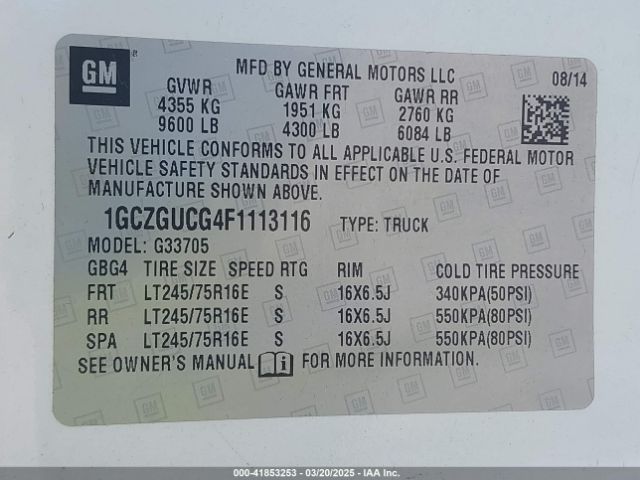 GM
MFD BY GENERAL MOTORS LLC
08/14
GVWR GAWR FRT GAWR RR
4355 KG 1951 KG 2760 KG
9600 LB 4300 LB 6084 LB
THIS VEHICLE CONFORMS TO ALL APPLICABLE U.S. FEDERAL MOTOR
VEHICLE SAFETY STANDARDS IN EFFECT ON THE DATE OF
MANUFACTURE SHOWN ABOVE.
1GCZGUCG4F1113116 TYPE: TRUCK
MODEL: G33705
GBG4 TIRE SIZE SPEED RTG RIM COLD TIRE PRESSURE
FRT LT245/75R16E S 16X6.5J 340KPA(50PSI)
RR LT245/75R16E S 16X6.5J 550KPA(80PSI)
SPA LT245/75R16E S 16X6.5J 550KPA(80PSI)
SEE OWNER'S MANUAL FOR MORE INFORMATION.
000-41853253 - 03/20/2025 - IAA Inc.